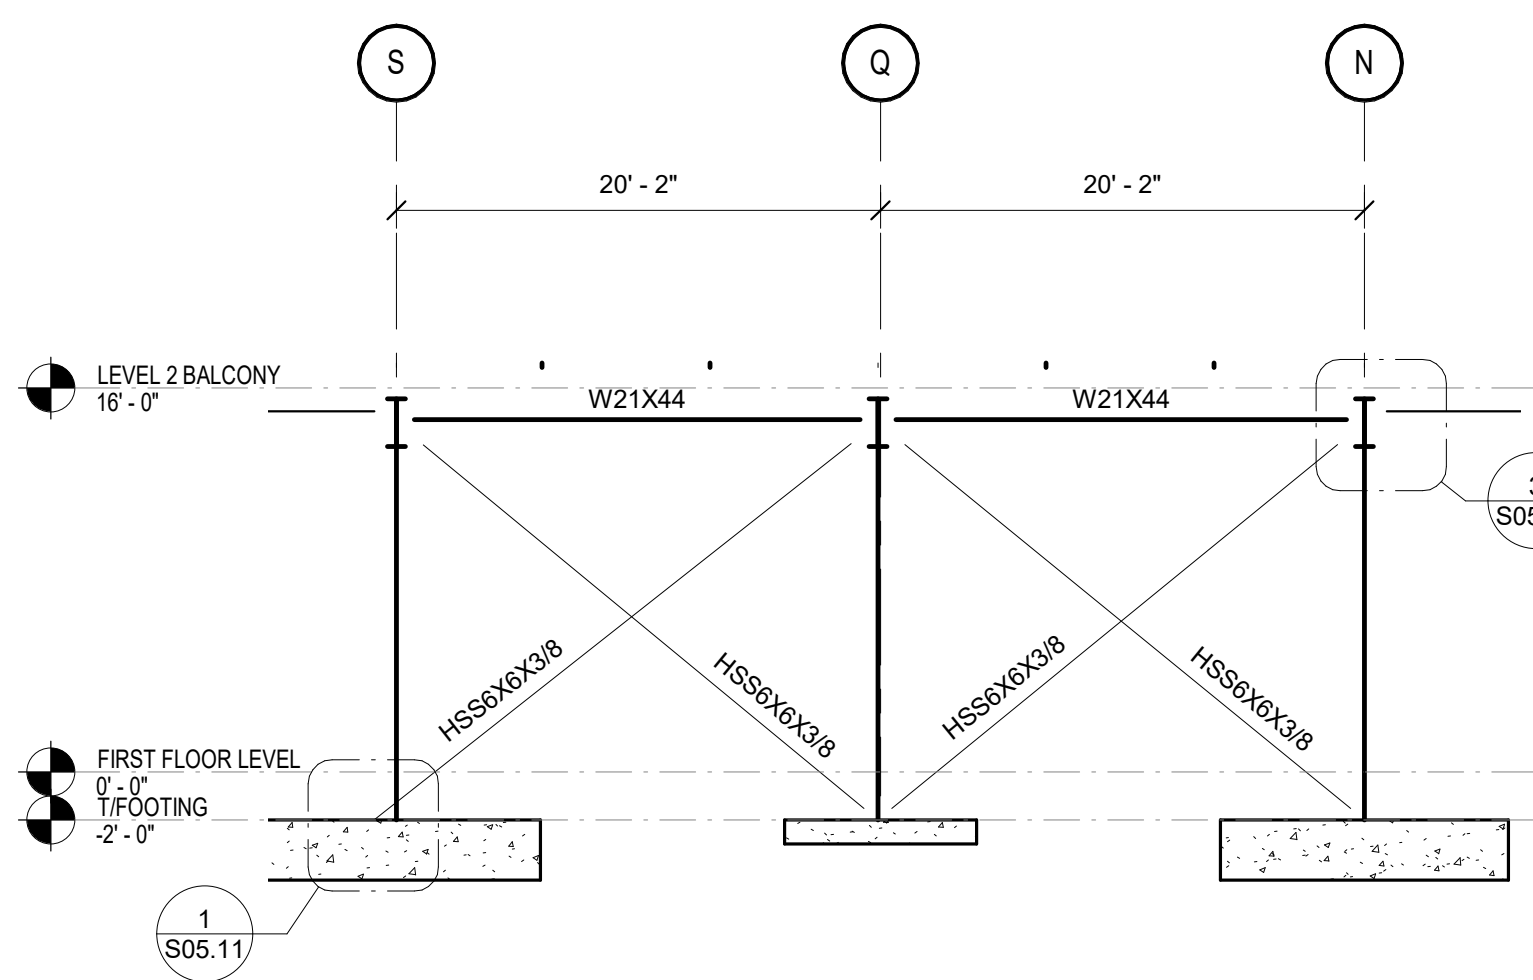 S
Q
N
20' - 2"
20' - 2"
LEVEL 2 BALCONY
16' - 0"
W21X44
W21X44
HSS6X6X3/8
HSS6X6X3/8
HSS6X6X3/8
HSS6X6X3/8
FIRST FLOOR LEVEL
0' - 0"
T/FOOTING
-2' - 0"
1
S05.11